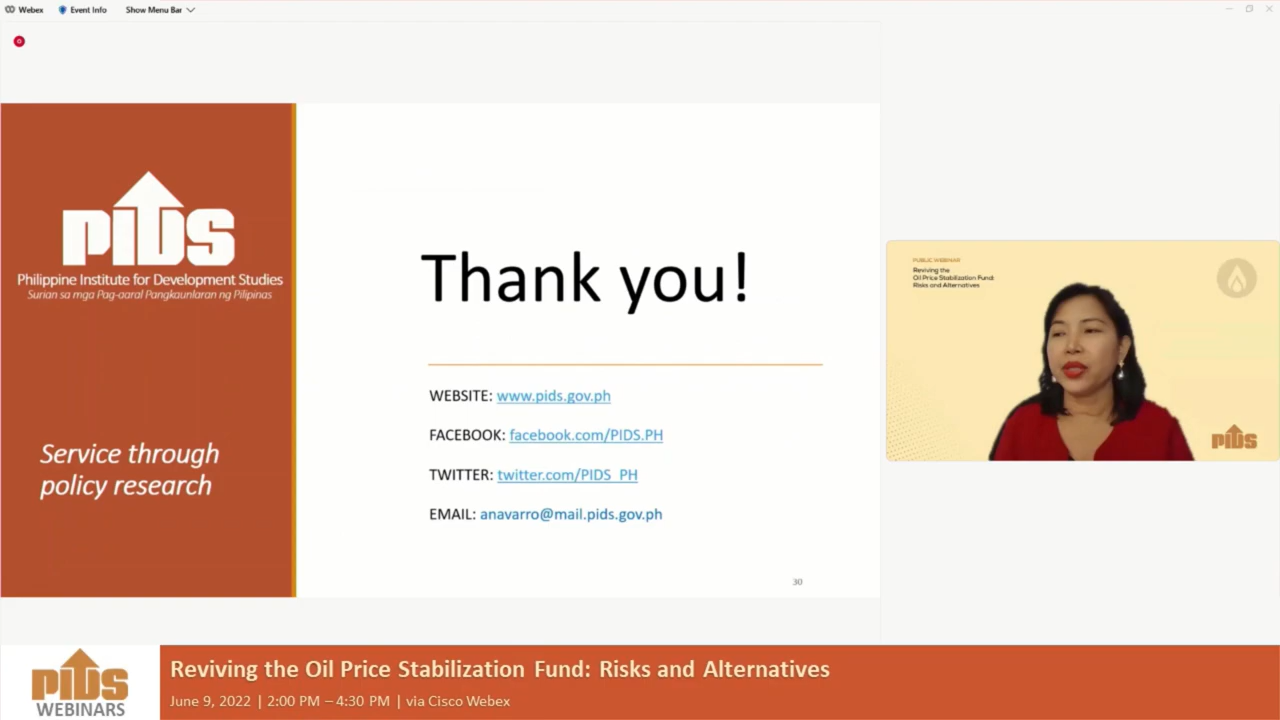 Webex
Event Info
Show Menu Bar
PIDS
Philippine Institute for Development Studies
Surian sa mga Pag-aaral Pangkaunlaran ng Pilipinas
Service through
policy research
Thank you!
WEBSITE: www.pids.gov.ph
FACEBOOK: facebook.com/PIDS.PH
TWITTER: twitter.com/PIDS_PH
EMAIL: anavarro@mail.pids.gov.ph
30
PUBLIC WEBINAR
Reviving the
Oil Price Stabilization Fund:
Risks and Alternatives
PIDS
PIDS
WEBINARS
Reviving the Oil Price Stabilization Fund: Risks and Alternatives
June 9, 2022 | 2:00 PM – 4:30 PM | via Cisco Webex